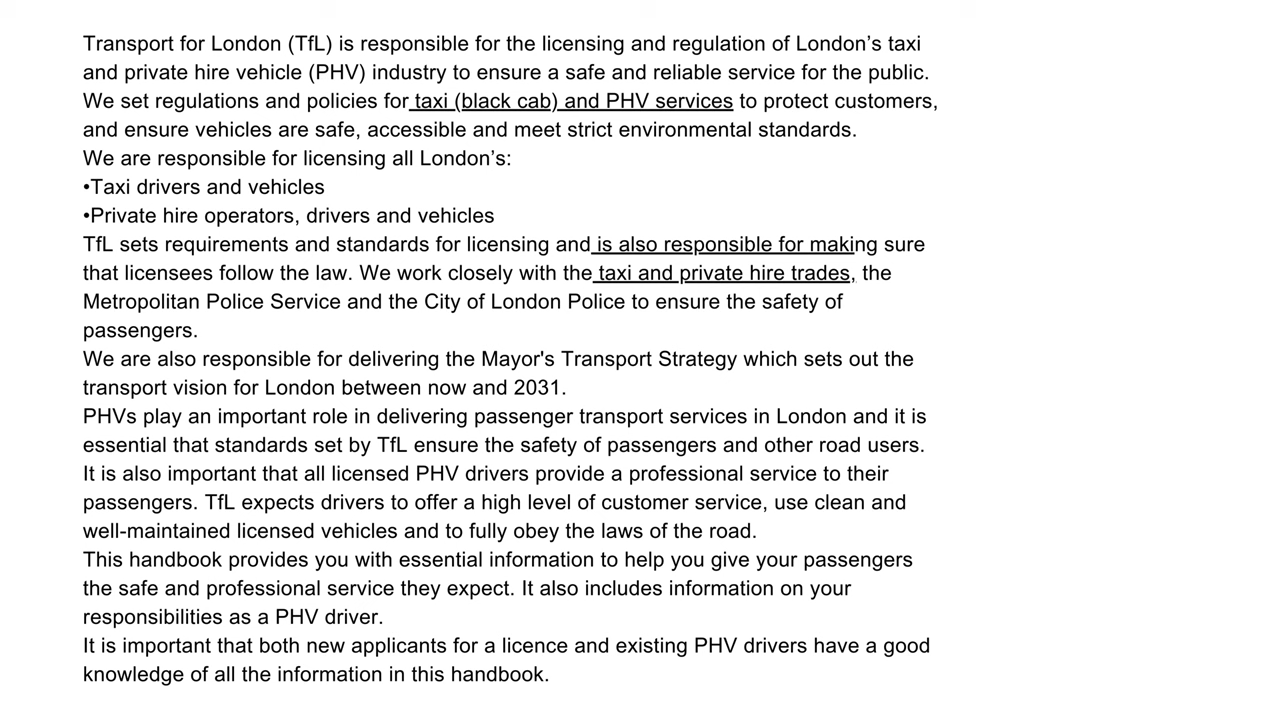 Transport for London (TfL) is responsible for the licensing and regulation of London’s taxi
and private hire vehicle (PHV) industry to ensure a safe and reliable service for the public.
We set regulations and policies for taxi (black cab) and PHV services to protect customers,
and ensure vehicles are safe, accessible and meet strict environmental standards.
We are responsible for licensing all London’s:
•Taxi drivers and vehicles
•Private hire operators, drivers and vehicles
TfL sets requirements and standards for licensing and is also responsible for making sure
that licensees follow the law. We work closely with the taxi and private hire trades, the
Metropolitan Police Service and the City of London Police to ensure the safety of
passengers.
We are also responsible for delivering the Mayor's Transport Strategy which sets out the
transport vision for London between now and 2031.
PHVs play an important role in delivering passenger transport services in London and it is
essential that standards set by TfL ensure the safety of passengers and other road users.
It is also important that all licensed PHV drivers provide a professional service to their
passengers. TfL expects drivers to offer a high level of customer service, use clean and
well-maintained licensed vehicles and to fully obey the laws of the road.
This handbook provides you with essential information to help you give your passengers
the safe and professional service they expect. It also includes information on your
responsibilities as a PHV driver.
It is important that both new applicants for a licence and existing PHV drivers have a good
knowledge of all the information in this handbook.